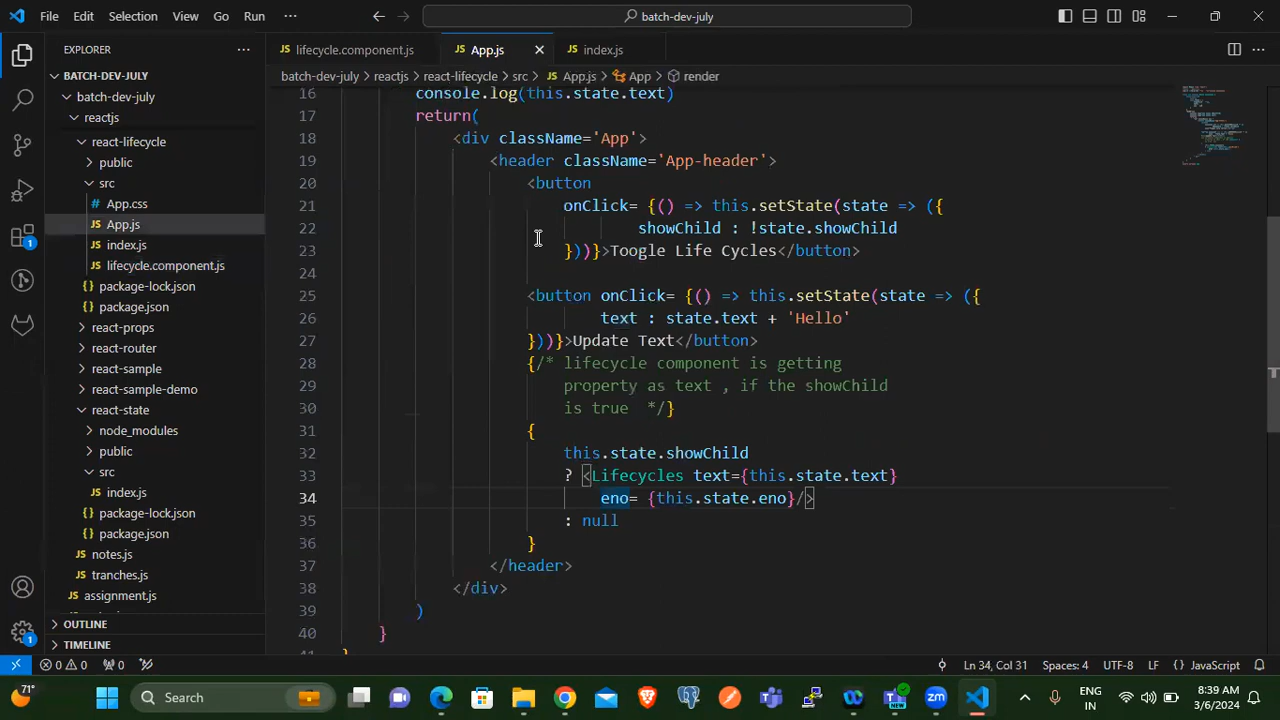 File Edit Selection View Go Run ··· batch-dev-july
EXPLORER ··· lifecycle.component.js App.js index.js
BATCH-DEV-JULY
batch-dev-july > reactjs > react-lifecycle > src > App.js > App > render
batch-dev-july
reactjs
react-lifecycle
public
src
App.css
App.js
index.js
lifecycle.component.js
package-lock.json
package.json
react-props
react-router
react-sample
react-sample-demo
react-state
node_modules
public
src
index.js
package-lock.json
package.json
notes.js
tranches.js
assignment.js
OUTLINE
TIMELINE
16 console.log(this.state.text)
17 return(
18 <div className='App'>
19 <header className='App-header'>
20 <button
21 onClick= {() => this.setState(state => ({
22 showChild : !state.showChild
23 }))}>Toogle Life Cycles</button>
24
25 <button onClick= {() => this.setState(state => ({
26 text : state.text + 'Hello'
27 }))}>Update Text</button>
28 {/* lifecycle component is getting
29 property as text , if the showChild
30 is true */}
31 {
32 this.state.showChild
33 ? <Lifecycles text={this.state.text}
34 eno= {this.state.eno}/>
35 : null
36 }
37 </header>
38 </div>
39 )
40 }
1
1
0 0 0 Ln 34, Col 31 Spaces: 4 UTF-8 LF {} JavaScript
71° Search ENG IN 8:39 AM 3/6/2024